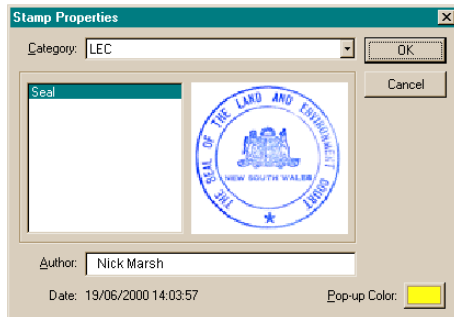 Stamp Properties
Category: LEC
OK
Cancel
Seal
THE SEAL OF THE LAND AND ENVIRONMENT COURT
NEW SOUTH WALES
Author: Nick Marsh
Date: 19/06/2000 14:03:57
Pop-up Color: